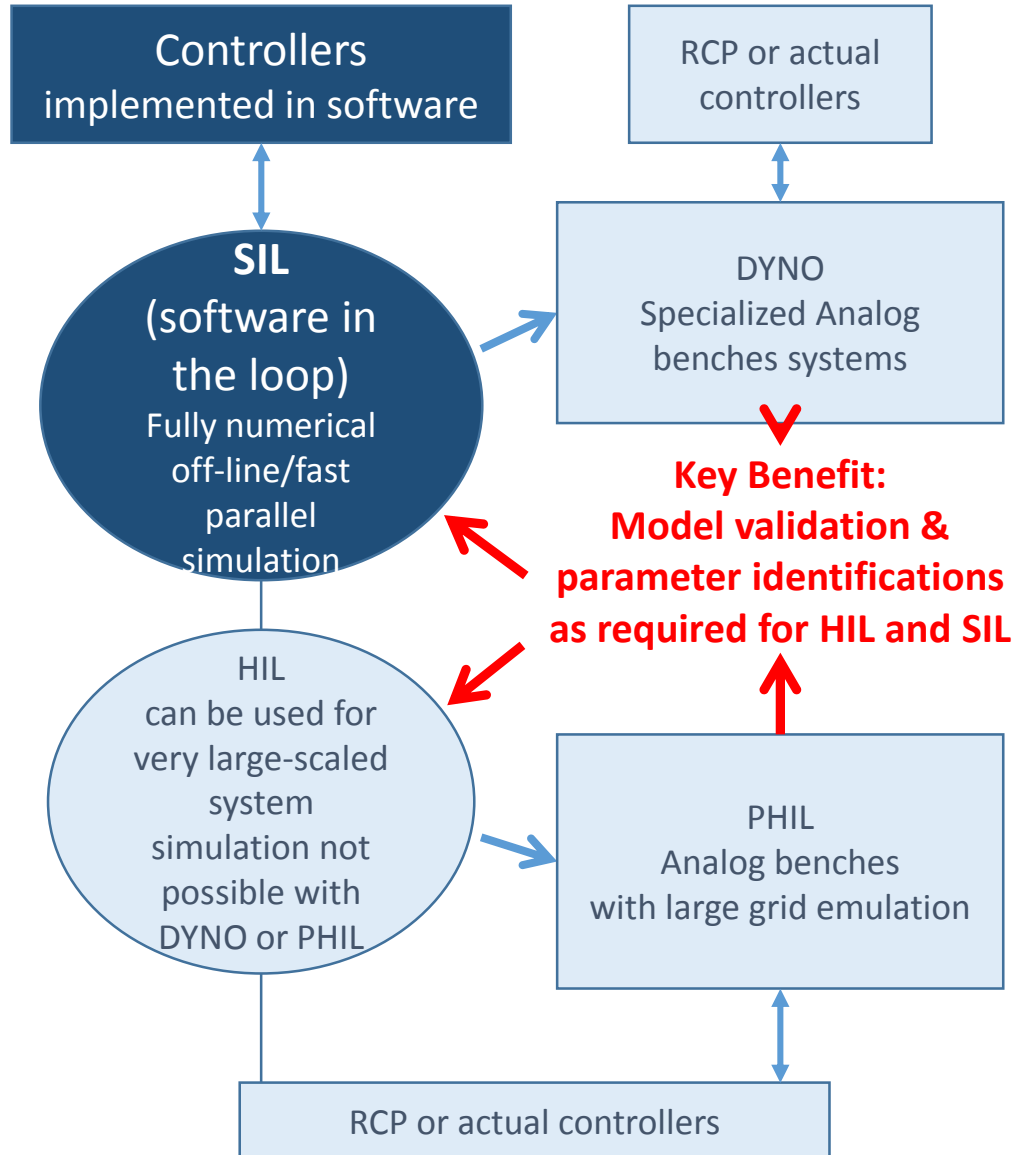 Controllers
implemented in software
RCP or actual
controllers
SIL
(software in
the loop)
Fully numerical
off-line/fast
parallel
simulation
DYNO
Specialized Analog
benches systems
Key Benefit:
Model validation &
parameter identifications
as required for HIL and SIL
HIL
can be used for
very large-scaled
system
simulation not
possible with
DYNO or PHIL
PHIL
Analog benches
with large grid emulation
RCP or actual controllers